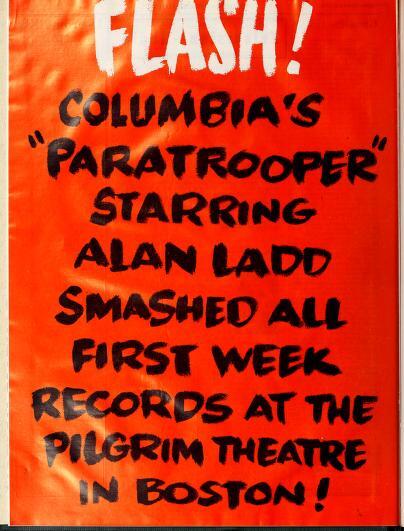 FLASH!
COLUMBIA'S
"PARATROOPER"
STARRING
ALAN LADD
SMASHED ALL
FIRST WEEK
RECORDS AT THE
PILGRIM THEATRE
IN BOSTON!